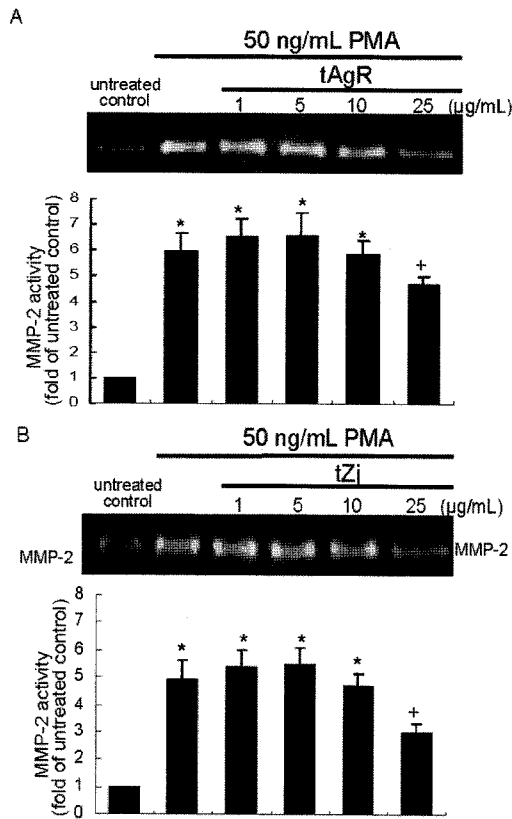 A
50 ng/mL PMA
untreated
control
tAgR
1 5 10 25 (μg/mL)
8
7
6
5
4
2
1
0
MMP-2 activity
(fold of untreated control)
* * * * +
B
50 ng/mL PMA
untreated
control
tZj
1 5 10 25 (μg/mL)
MMP-2 MMP-2
8
7
6
5
4
3
2
1
0
MMP-2 activity
(fold of untreated control)
* * * * +